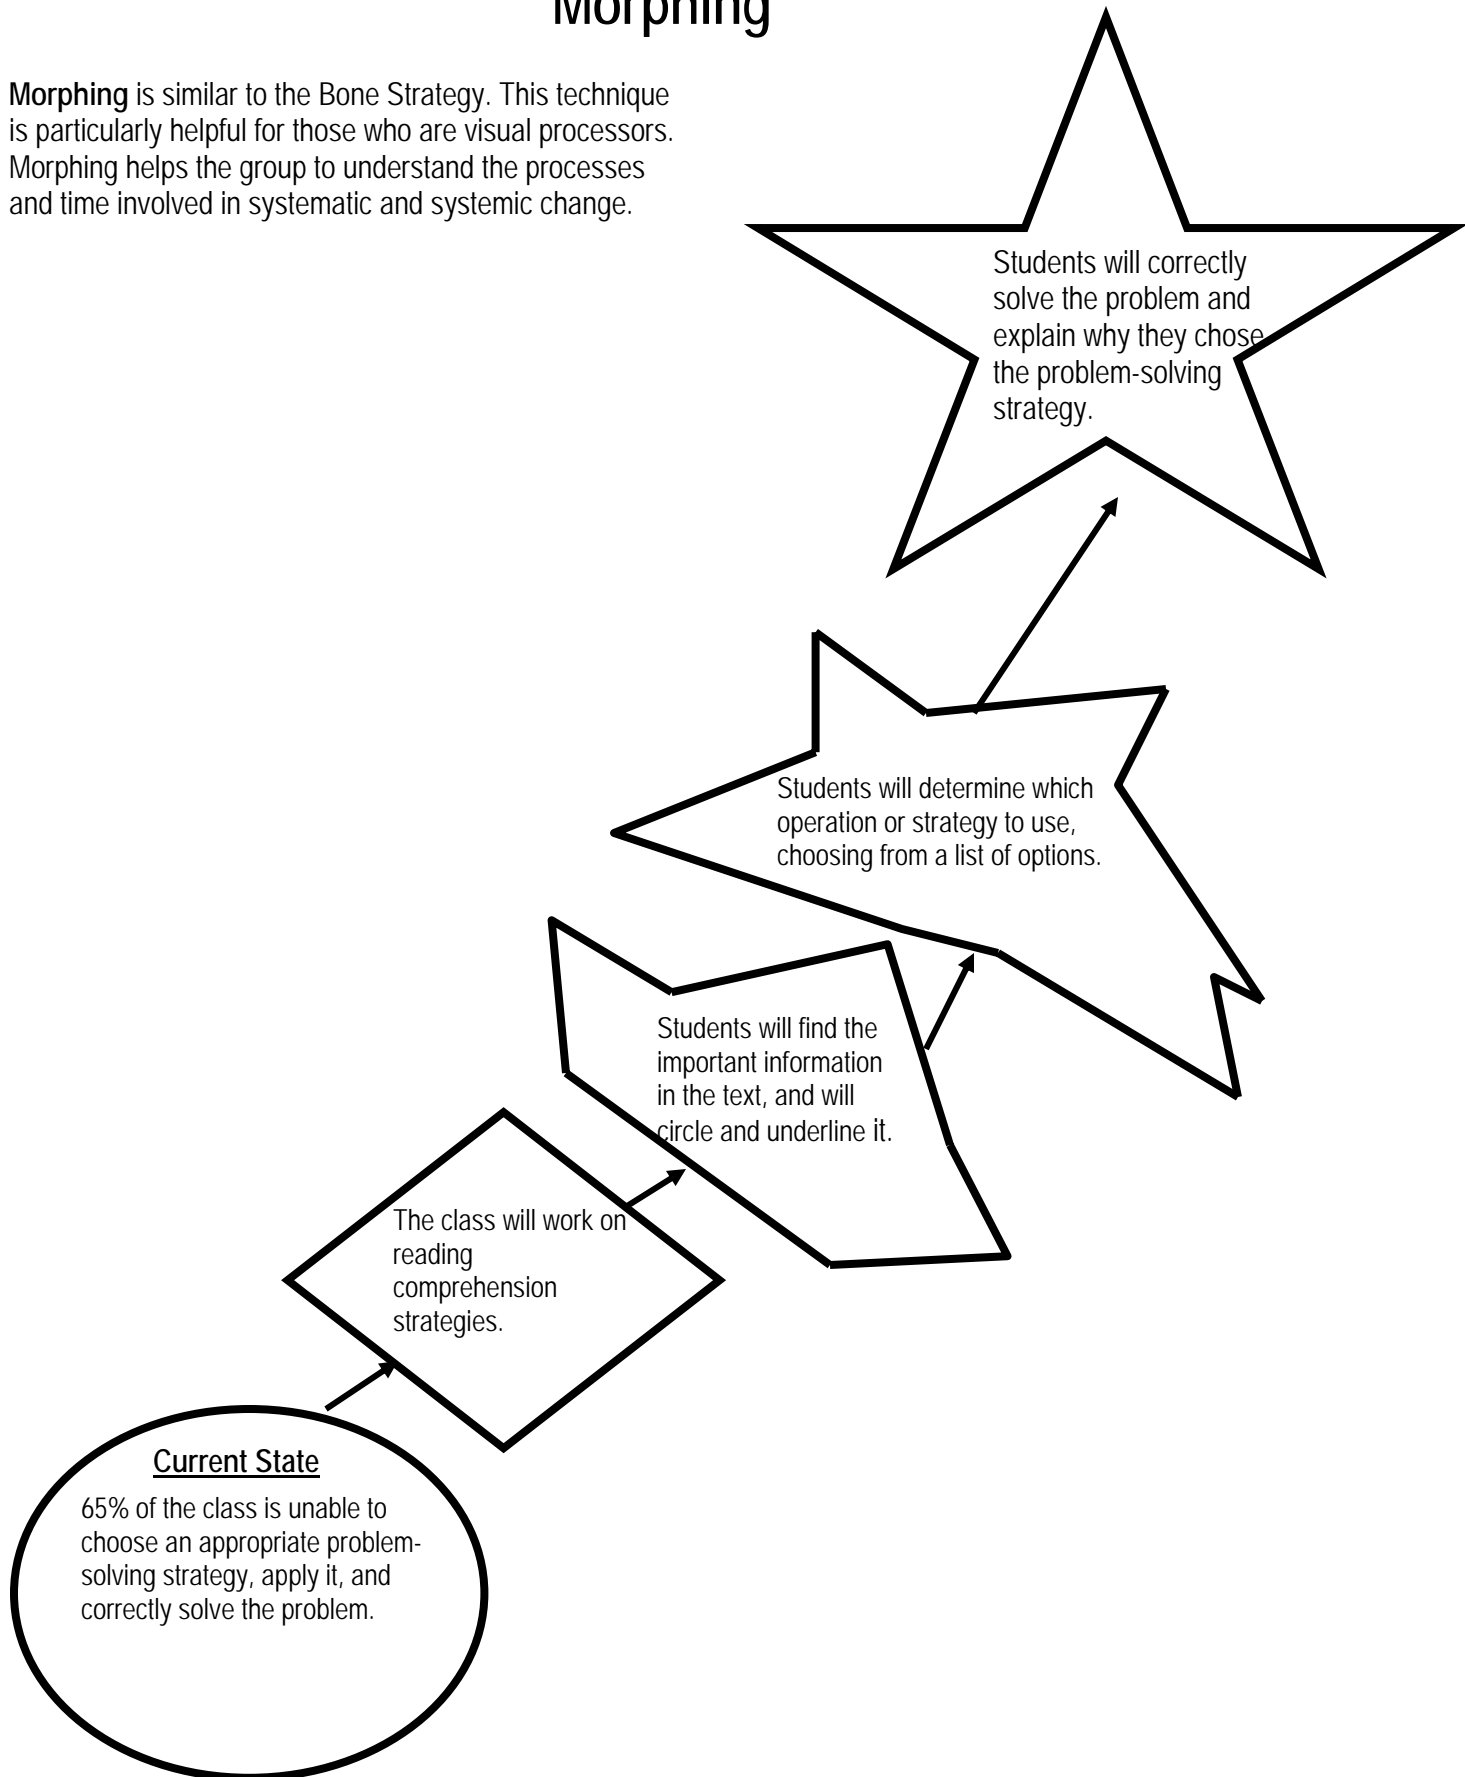 Morphing
Morphing is similar to the Bone Strategy. This technique
is particularly helpful for those who are visual processors.
Morphing helps the group to understand the processes
and time involved in systematic and systemic change.
Students will correctly
solve the problem and
explain why they chose
the problem-solving
strategy.
Students will determine which
operation or strategy to use,
choosing from a list of options.
Students will find the
important information
in the text, and will
circle and underline it.
The class will work on
reading
comprehension
strategies.
Current State
65% of the class is unable to
choose an appropriate problem-
solving strategy, apply it, and
correctly solve the problem.